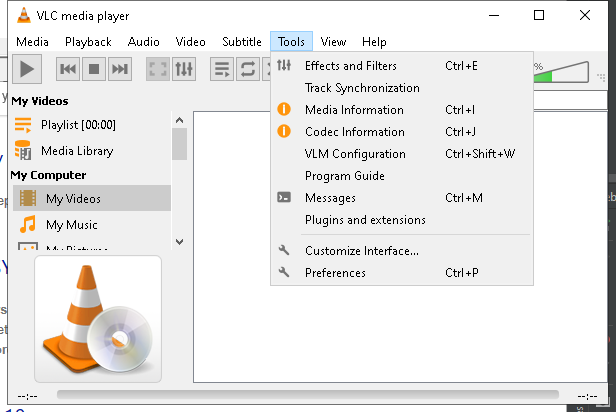 VLC media player
Media Playback Audio Video Subtitle Tools View Help
%
My Videos
Playlist [00:00]
Media Library
My Computer
My Videos
My Music
My Pictures
Effects and Filters Ctrl+E
Track Synchronization
Media Information Ctrl+I
Codec Information Ctrl+J
VLM Configuration Ctrl+Shift+W
Program Guide
Messages Ctrl+M
Plugins and extensions
Customize Interface...
Preferences Ctrl+P
--:-- --:--